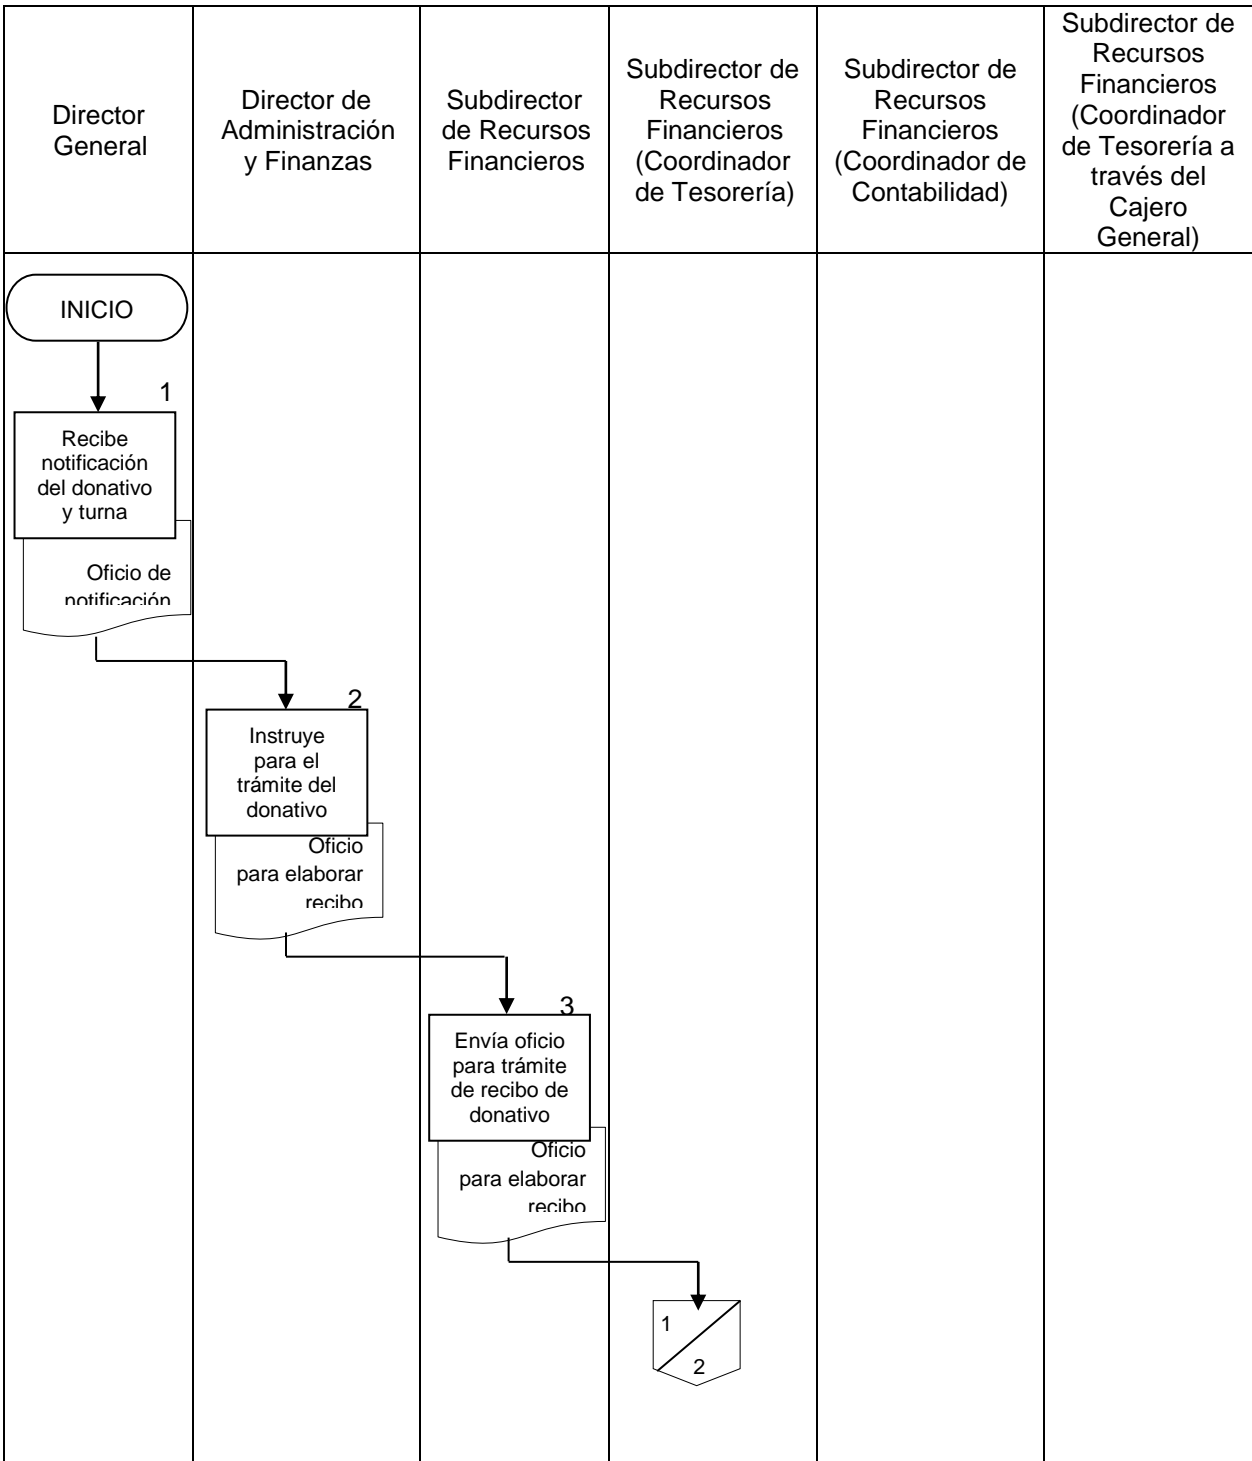 Director
General
Director de
Administración
y Finanzas
Subdirector
de Recursos
Financieros
Subdirector de
Recursos
Financieros
(Coordinador
de Tesorería)
Subdirector de
Recursos
Financieros
(Coordinador de
Contabilidad)
Subdirector de
Recursos
Financieros
(Coordinador
de Tesorería a
través del
Cajero
General)
INICIO
1
Recibe
notificación
del donativo
y turna
Oficio de
notificación
2
Instruye
para el
trámite del
donativo
Oficio
para elaborar
recibo
3
Envía oficio
para trámite
de recibo de
donativo
Oficio
para elaborar
recibo
1
2